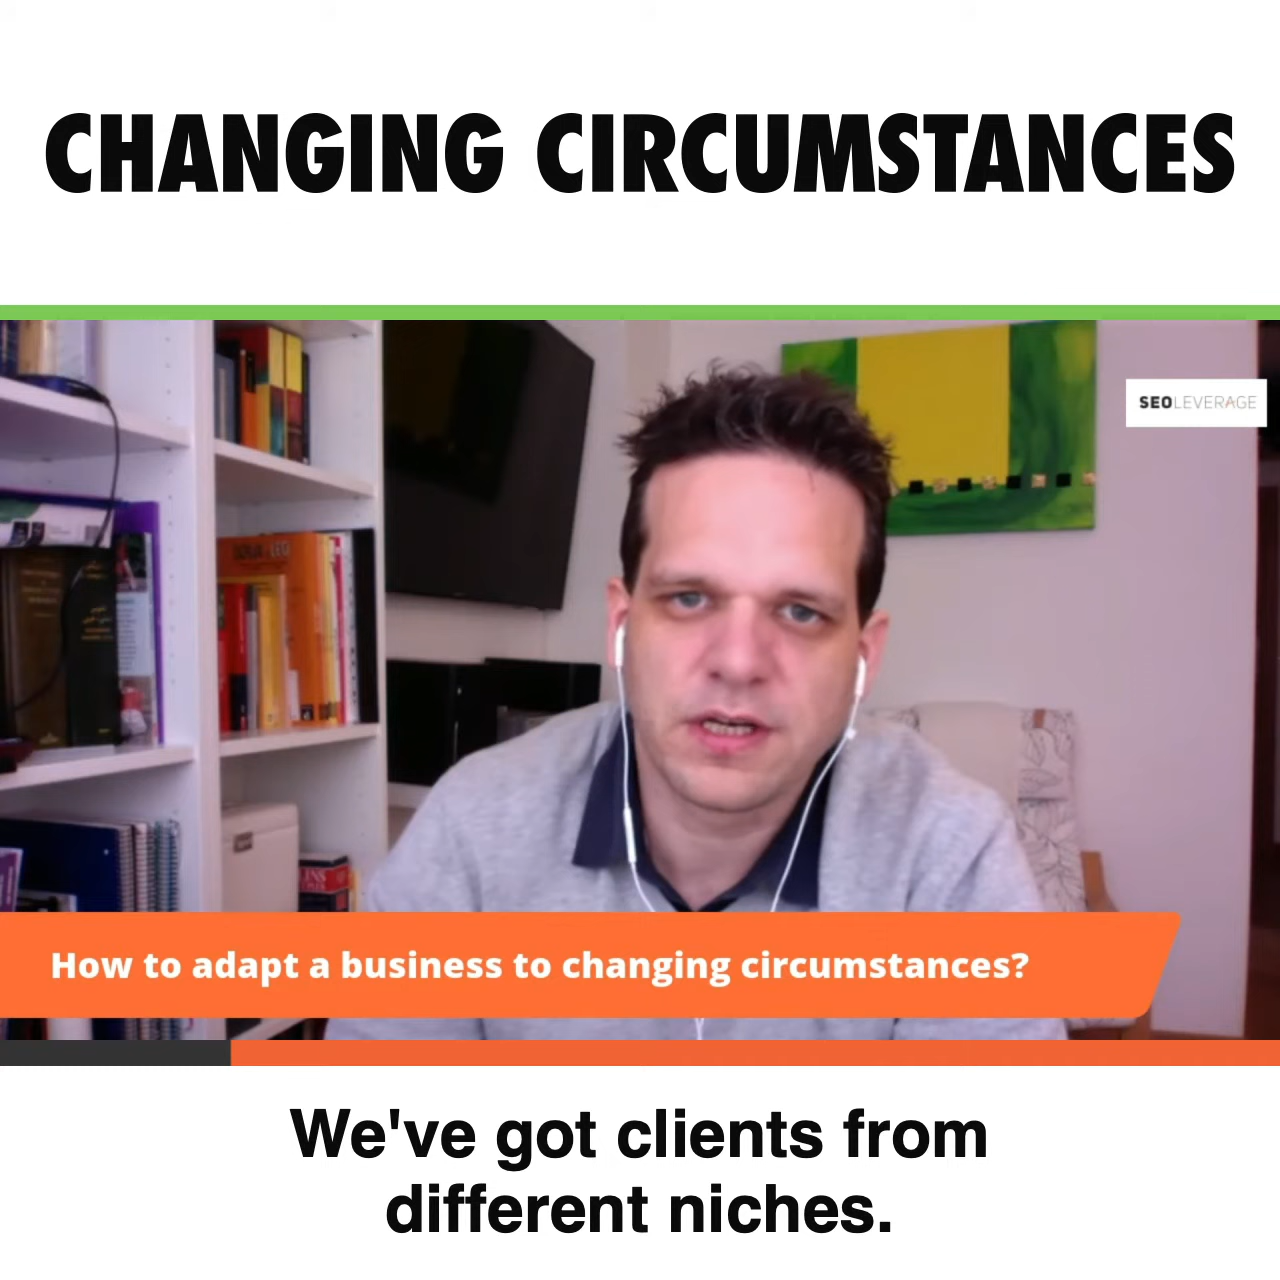 CHANGING CIRCUMSTANCES
SEOLEVERAGE
How to adapt a business to changing circumstances?
We've got clients from
different niches.